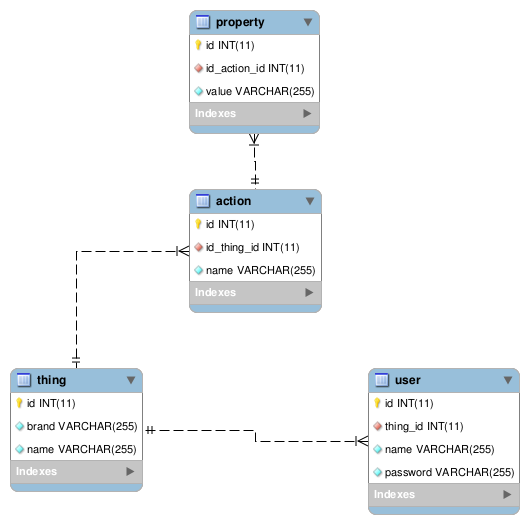 property
id INT(11)
id_action_id INT(11)
value VARCHAR(255)
Indexes
action
id INT(11)
id_thing_id INT(11)
name VARCHAR(255)
Indexes
thing
id INT(11)
brand VARCHAR(255)
name VARCHAR(255)
Indexes
user
id INT(11)
thing_id INT(11)
name VARCHAR(255)
password VARCHAR(255)
Indexes